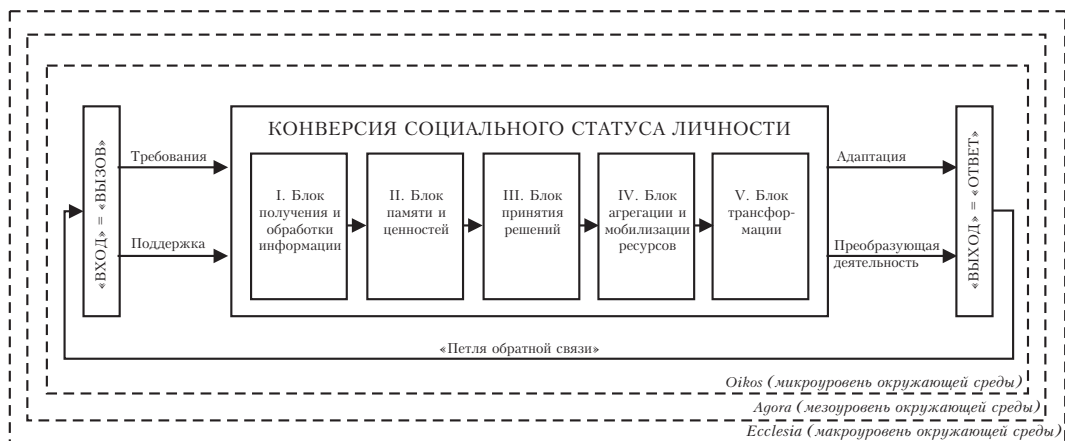 КОНВЕРСИЯ СОЦИАЛЬНОГО СТАТУСА ЛИЧНОСТИ
«ВХОД» = «ВЫЗОВ»
Требования
Поддержка
I. Блок
получения и
обработки
информации
II. Блок
памяти и
ценностей
III. Блок
принятия
решений
IV. Блок
агрегации и
мобилизации
ресурсов
V. Блок
трансфор-
мации
Адаптация
Преобразующая
деятельность
«ВЫХОД» = «ОТВЕТ»
«Петля обратной связи»
Oikos (микроуровень окружающей среды)
Agora (мезоуровень окружающей среды)
Ecclesia (макроуровень окружающей среды)